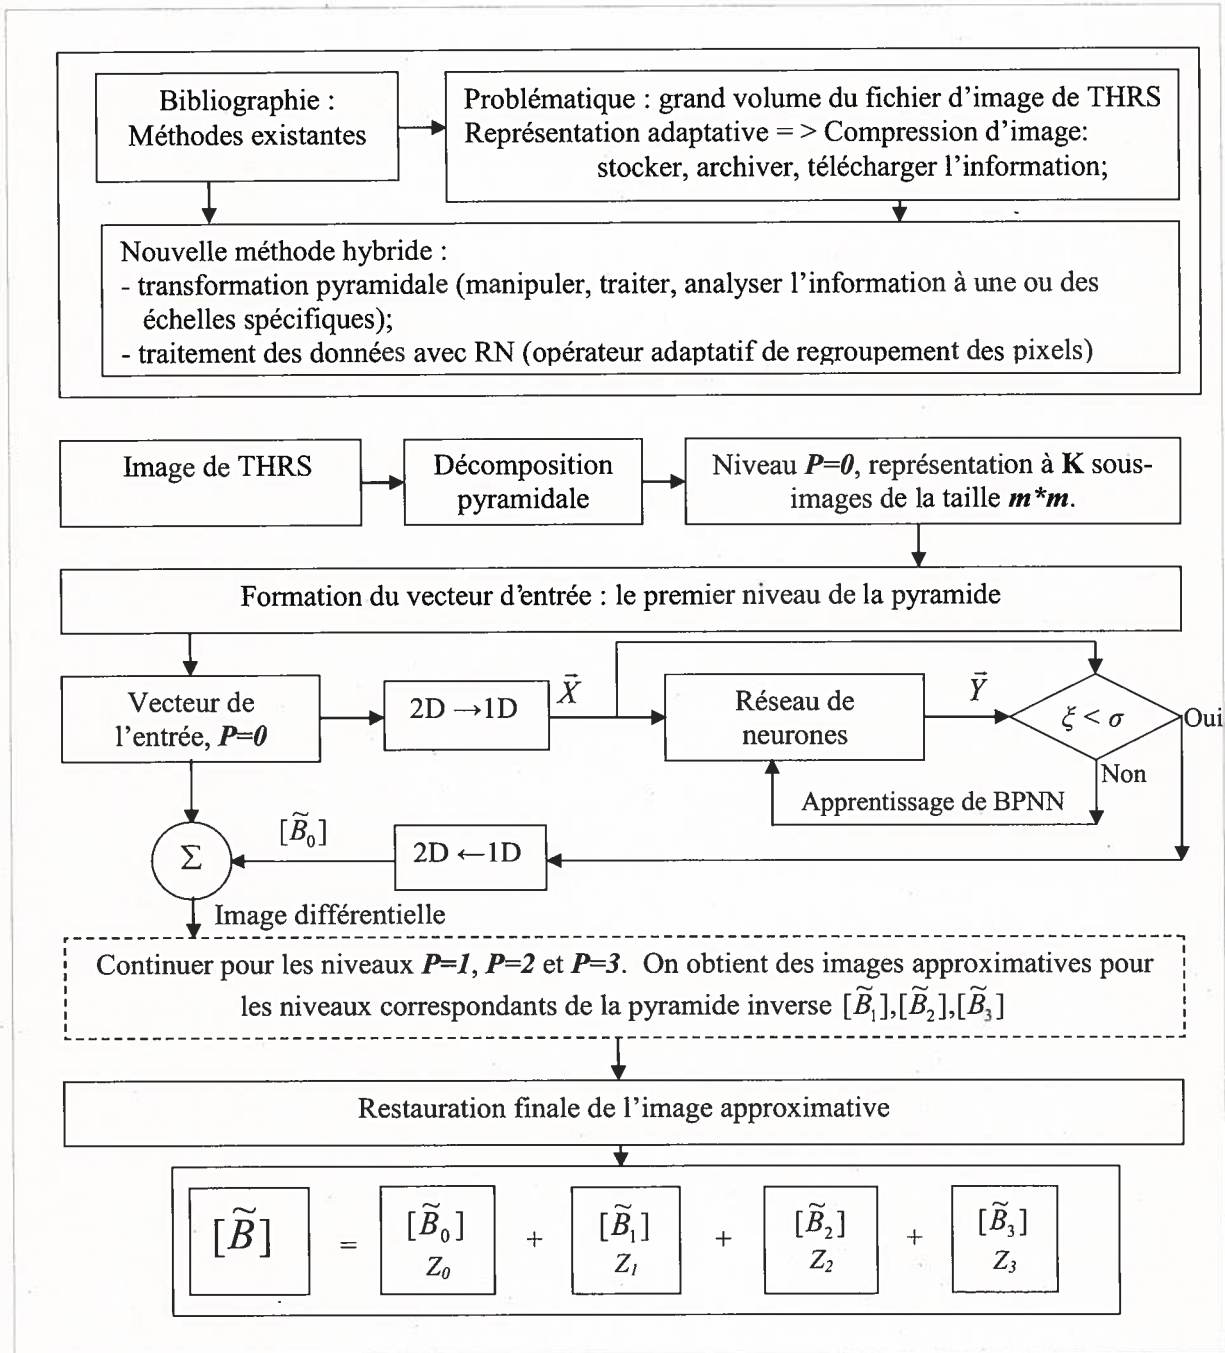 Bibliographie :
Méthodes existantes
Problématique : grand volume du fichier d'image de THRS
Représentation adaptative = > Compression d'image:
stocker, archiver, télécharger l'information;
Nouvelle méthode hybride :
- transformation pyramidale (manipuler, traiter, analyser l'information à une ou des
échelles spécifiques);
- traitement des données avec RN (opérateur adaptatif de regroupement des pixels)
Image de THRS
Décomposition
pyramidale
Niveau P=0, représentation à K sous-
images de la taille m*m.
Formation du vecteur d'entrée : le premier niveau de la pyramide
Vecteur de
l'entrée, P=0
2D →1D
X⃗
Réseau de
neurones
Y⃗
ξ < σ
Oui
Non
Apprentissage de BPNN
Σ
[B̃₀]
2D ←1D
Image différentielle
Continuer pour les niveaux P=1, P=2 et P=3. On obtient des images approximatives pour
les niveaux correspondants de la pyramide inverse [B̃₁],[B̃₂],[B̃₃]
Restauration finale de l'image approximative
[B̃] = [B̃₀] + [B̃₁] + [B̃₂] + [B̃₃]
Z₀ Z₁ Z₂ Z₃